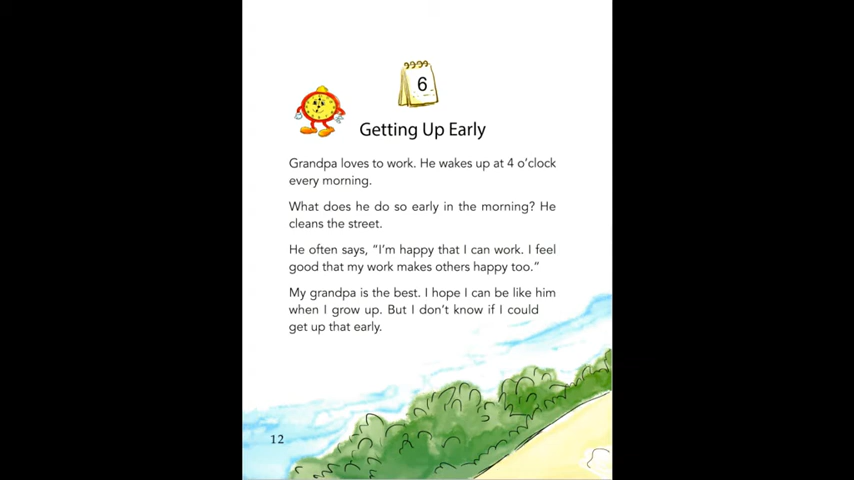 6
Getting Up Early
Grandpa loves to work. He wakes up at 4 o'clock
every morning.
What does he do so early in the morning? He
cleans the street.
He often says, "I'm happy that I can work. I feel
good that my work makes others happy too."
My grandpa is the best. I hope I can be like him
when I grow up. But I don't know if I could
get up that early.
12